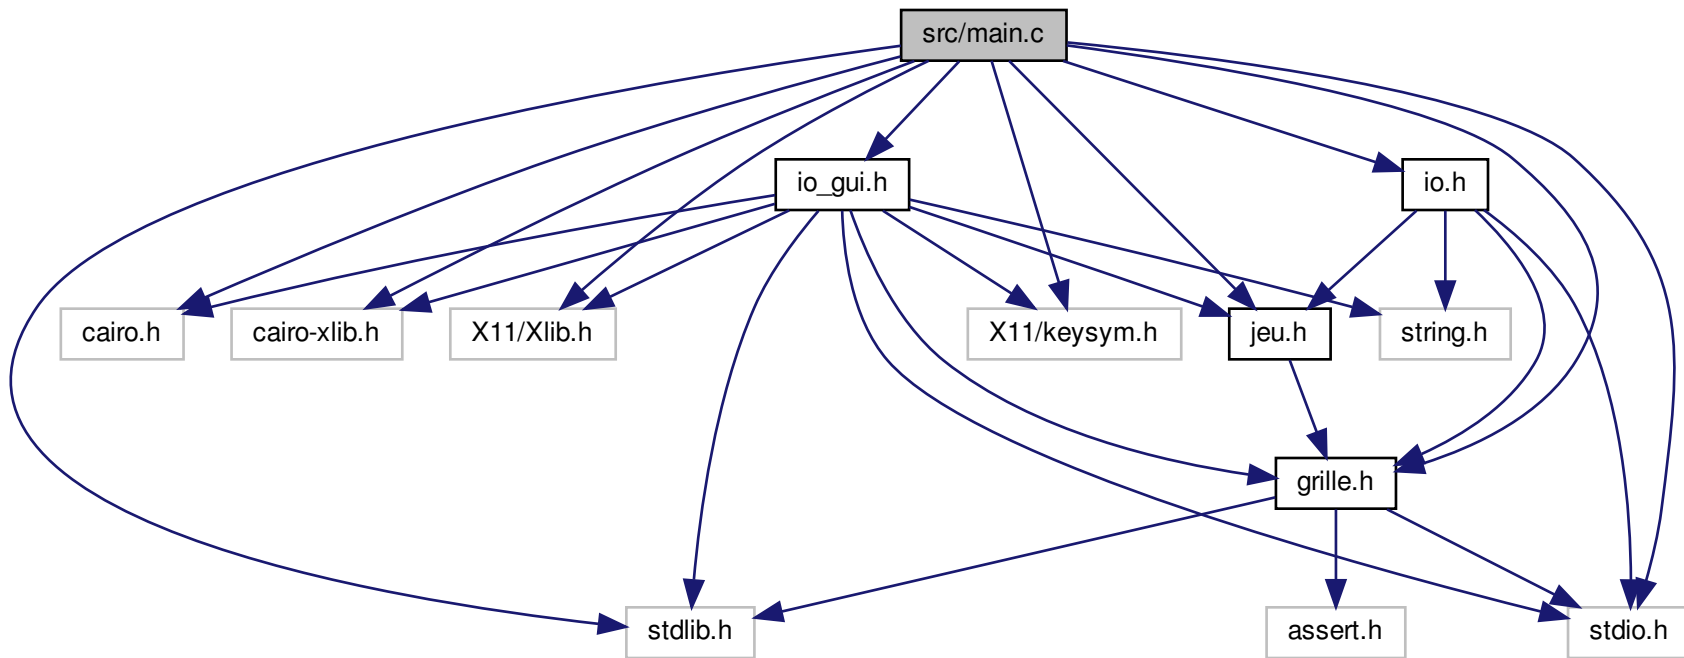 src/main.c
io_gui.h
io.h
cairo.h
cairo-xlib.h
X11/Xlib.h
X11/keysym.h
jeu.h
string.h
grille.h
stdlib.h
assert.h
stdio.h